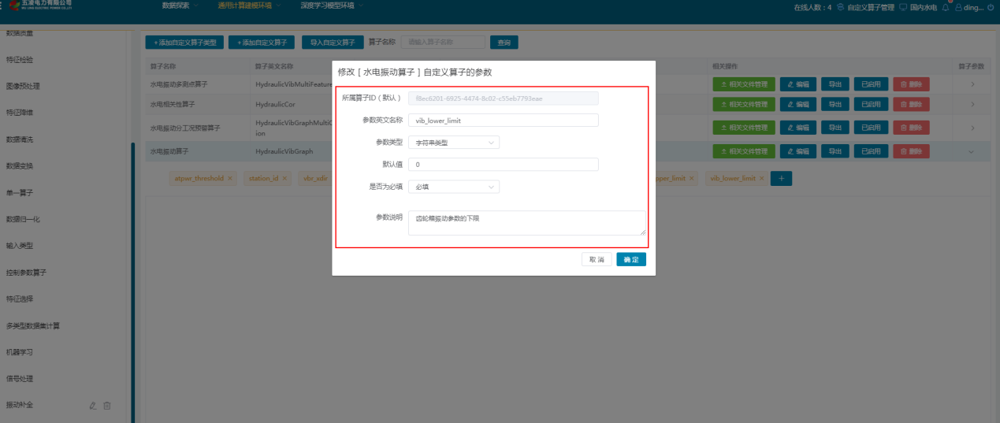 五凌电力有限公司
WU LING ELECTRIC POWER CO.,LTD
数据探索 通用计算建模环境 深度学习模型环境
在线人数：4 自定义算子管理 国内水电 ding...
数据质量
特征检验
图像预处理
特征降维
数据清洗
数据变换
单一算子
数据归一化
输入类型
控制参数算子
特征选择
多类型数据集计算
机器学习
信号处理
振动补全
+添加自定义算子类型 +添加自定义算子 导入自定义算子 算子名称 请输入算子名称 查询
算子名称 算子英文名称 相关操作 算子参数
水电振动多测点算子 HydraulicVibMultiFeature 相关文件管理 编辑 导出 已启用 删除
水电相关性算子 HydraulicCor 相关文件管理 编辑 导出 已启用 删除
水电振动分工况预警算子 HydraulicVibGraphMultiC
ion 相关文件管理 编辑 导出 已启用 删除
水电振动算子 HydraulicVibGraph 相关文件管理 编辑 导出 已启用 删除
atpwr_threshold × station_id × vbr_xdir pper_limit × vib_lower_limit × +
修改 [ 水电振动算子 ] 自定义算子的参数
所属算子ID（默认） f8ec6201-6925-4474-8c02-c55eb7793eae
参数英文名称 vib_lower_limit
参数类型 字符串类型
默认值 0
是否为必填 必填
参数说明 齿轮箱振动参数的下限
取消 确定